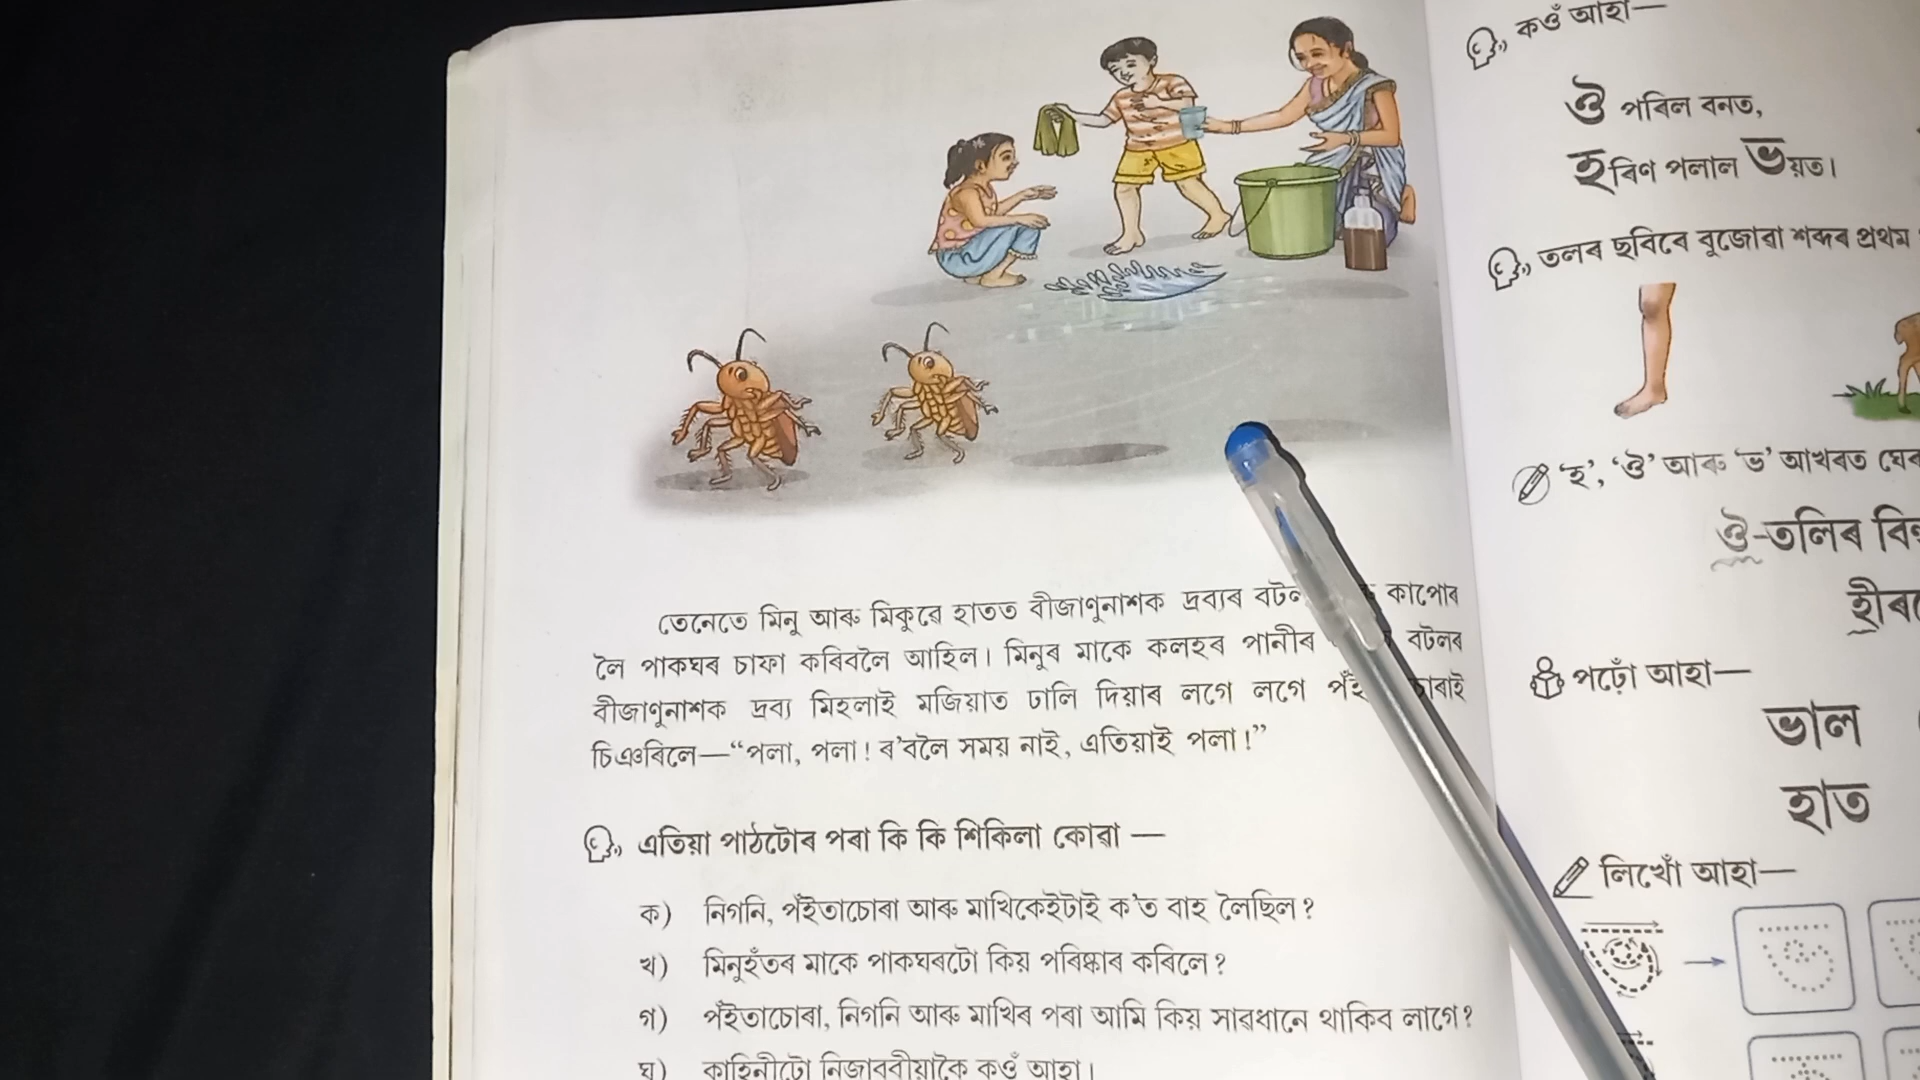 তেনেতে মিনু আৰু মিকুৱে হাতত বীজাণুনাশক দ্ৰব্যৰ কাপোৰ
লৈ পাকঘৰ চাফা কৰিবলৈ আহিল। মিনুৰ মাকে কলহৰ পানীৰ বটলৰ
বীজাণুনাশক দ্ৰব্য মিহলাই মজিয়াত ঢালি দিয়াৰ লগে লগে
চিঞৰিলে—“পলা, পলা! ৰ’বলৈ সময় নাই, এতিয়াই পলা!”
এতিয়া পাঠটোৰ পৰা কি কি শিকিলা কোৱা —
ক) নিগনি, পঁইতাচোৰা আৰু মাখিকেইটাই ক’ত বাহ লৈছিল?
খ) মিনুহঁতৰ মাকে পাকঘৰটো কিয় পৰিষ্কাৰ কৰিলে?
গ) পঁইতাচোৰা, নিগনি আৰু মাখিৰ পৰা আমি কিয় সাৱধানে থাকিব লাগে?
ঘ) কাহিনীটো নিজাববীয়াকৈ কওঁ আহা।
কওঁ আহা—
ঔ পৰিল বনত,
হৰিণ পলাল ভয়ত।
তলৰ ছবিবে বুজোৱা শব্দৰ প্ৰথম
‘হ’, ‘ঔ’ আৰু ‘ভ’ আখৰত
ঔ-তলিৰ
পঢ়োঁ আহা—
ভাল
হাত
লিখোঁ আহা—